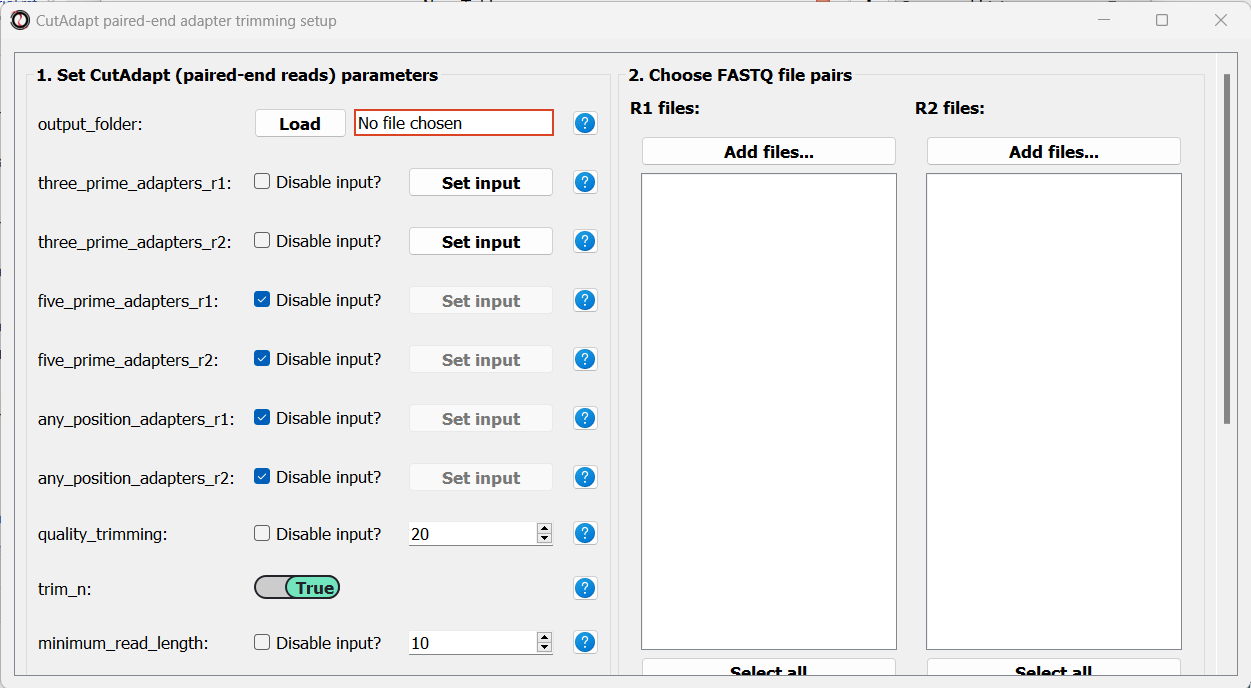 CutAdapt paired-end adapter trimming setup
1. Set CutAdapt (paired-end reads) parameters
output_folder: Load No file chosen ?
three_prime_adapters_r1: Disable input? Set input ?
three_prime_adapters_r2: Disable input? Set input ?
five_prime_adapters_r1: Disable input? Set input ?
five_prime_adapters_r2: Disable input? Set input ?
any_position_adapters_r1: Disable input? Set input ?
any_position_adapters_r2: Disable input? Set input ?
quality_trimming: Disable input? 20 ?
trim_n: True ?
minimum_read_length: Disable input? 10 ?
2. Choose FASTQ file pairs
R1 files: R2 files:
Add files... Add files...
Select all Select all